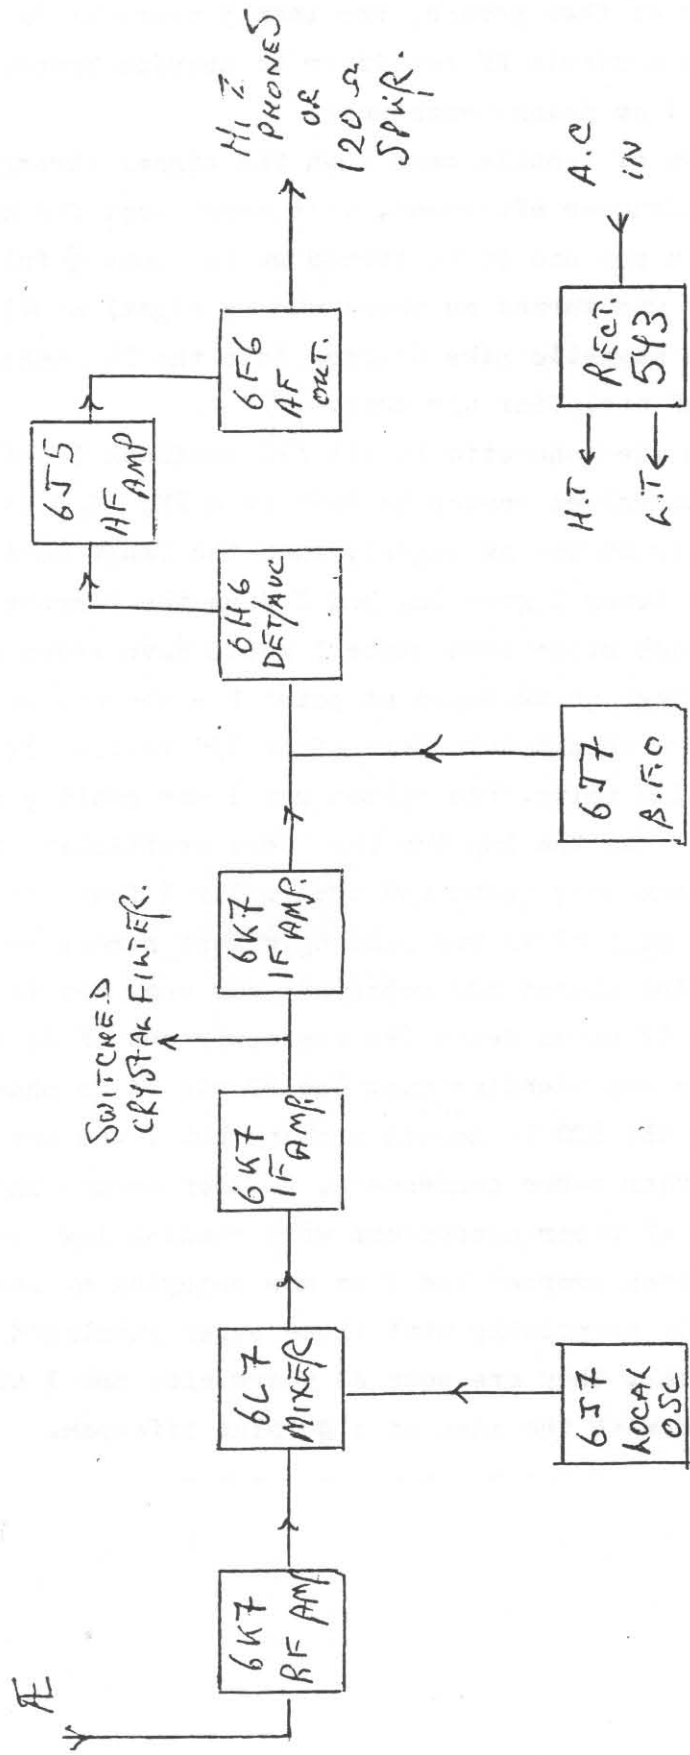 Æ
6K7
RF AMP
6L7
MIXER
6J7
LOCAL
OSC
6K7
IF AMP.
SWITCHED
CRYSTAL FILTER.
6K7
IF AMP.
6J7
B.F.O
6H6
DET/AVC
6J5
AF
AMP
6F6
AF
OUT.
HI Z
PHONES
OR
120 Ω
SPKR.
H.T
L.T
RECT.
5Y3
A.C
IN